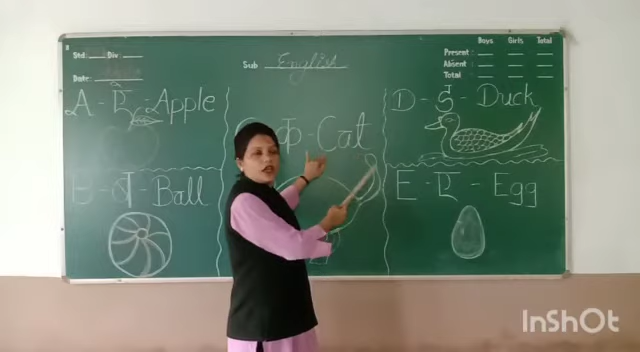 Std: Div:
Date:
Sub English
Boys Girls Total
Present:
Absent:
Total:
A - ऍ - Apple
B - ब - Ball
क - Cat
D - ड - Duck
E - ए - Egg
InShOt